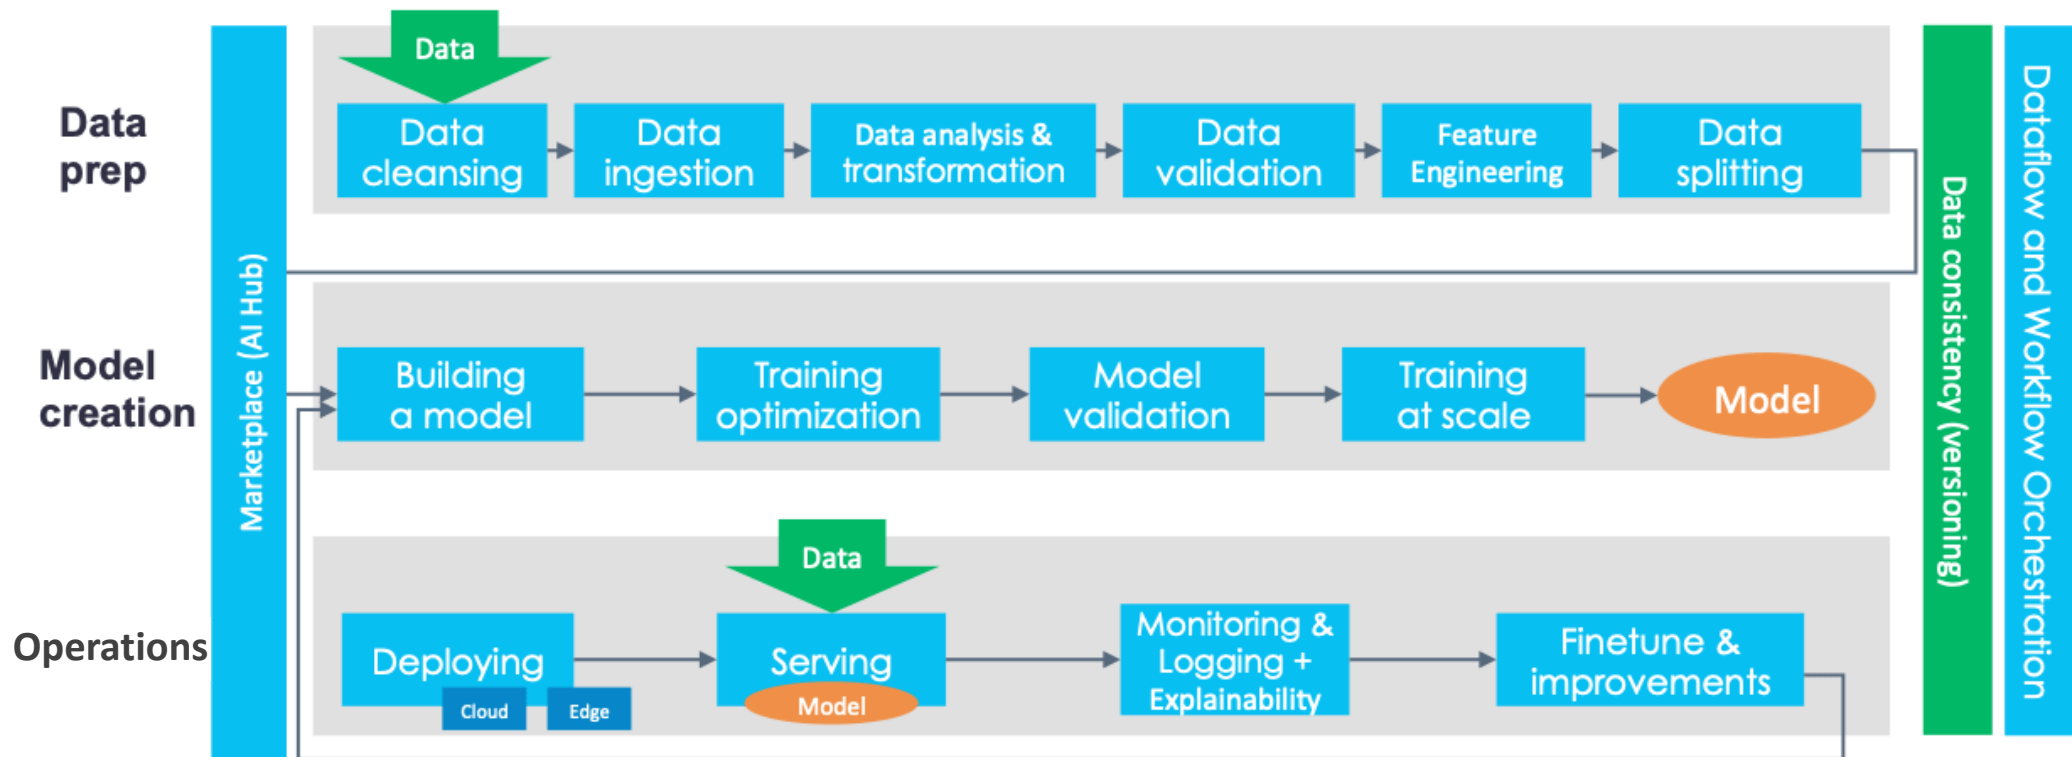 Data
prep
Data
Data
cleansing
Data
ingestion
Data analysis &
transformation
Data
validation
Feature
Engineering
Data
splitting
Marketplace (AI Hub)
Model
creation
Building
a model
Training
optimization
Model
validation
Training
at scale
Model
Operations
Data
Deploying
Cloud
Edge
Serving
Model
Monitoring &
Logging +
Explainability
Finetune &
improvements
Data consistency (versioning)
Dataflow and Workflow Orchestration